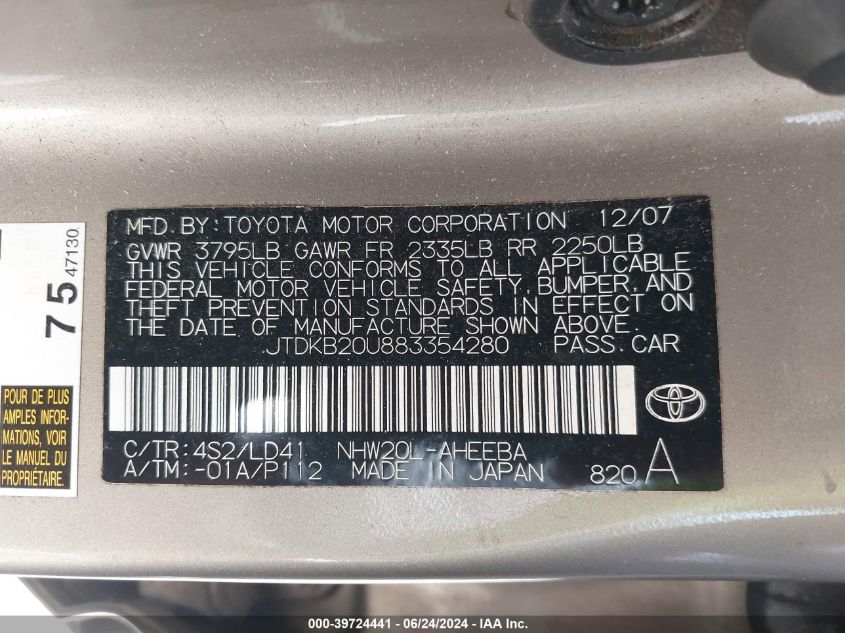 MFD. BY: TOYOTA MOTOR CORPORATION 12/07
GVWR 3795LB GAWR FR 2335LB RR 2250LB
THIS VEHICLE CONFORMS TO ALL APPLICABLE
FEDERAL MOTOR VEHICLE SAFETY, BUMPER, AND
THEFT PREVENTION STANDARDS IN EFFECT ON
THE DATE OF MANUFACTURE SHOWN ABOVE.
JTDKB20U883354280 PASS. CAR
C/TR: 4S2/LD41 NHW20L-AHEEBA
A/TM: -01A/P112 MADE IN JAPAN 820 A
75 47130
POUR DE PLUS
AMPLES INFOR-
MATIONS, VOIR
LE MANUEL DU
PROPRIÉTAIRE.
000-39724441 - 06/24/2024 - IAA Inc.